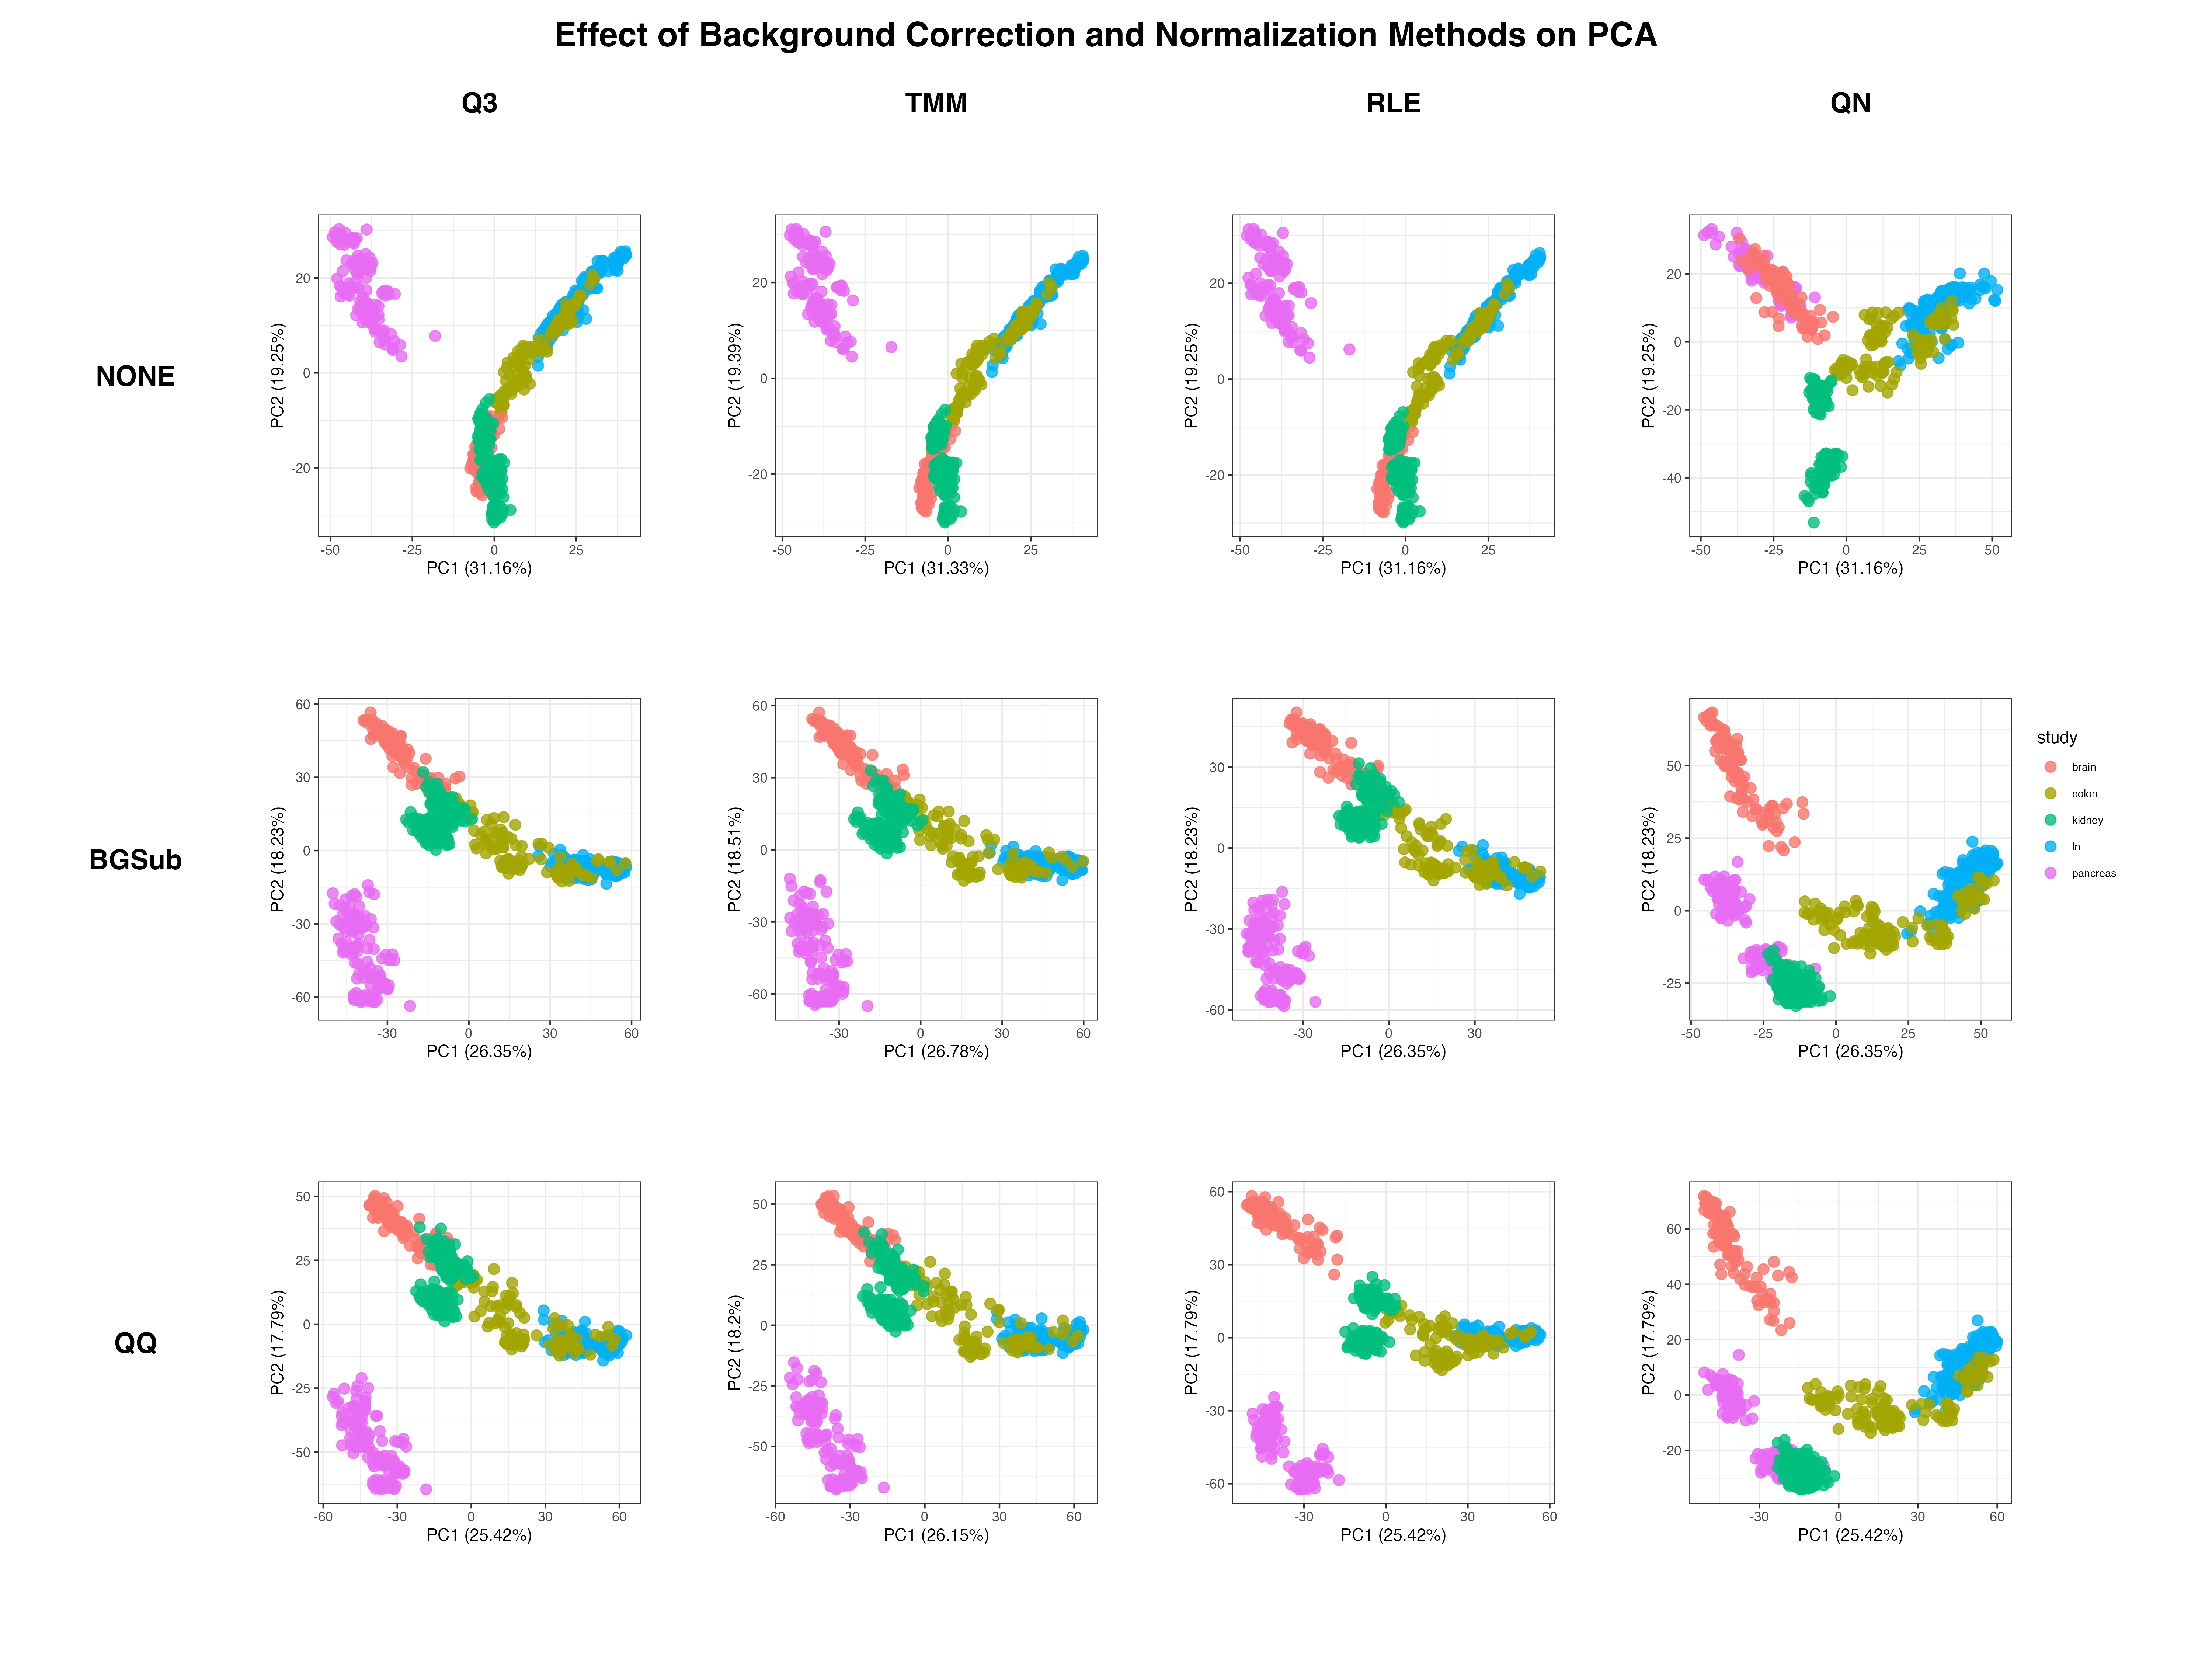 Effect of Background Correction and Normalization Methods on PCA
Q3 TMM RLE QN
NONE
PC2 (19.25%)
20
0
-20
-50 -25 0 25
PC1 (31.16%)
PC2 (19.39%)
20
0
-20
-50 -25 0 25
PC1 (31.33%)
PC2 (19.25%)
20
0
-20
-50 -25 0 25
PC1 (31.16%)
PC2 (19.25%)
20
0
-20
-40
-50 -25 0 25 50
PC1 (31.16%)
BGSub
PC2 (18.23%)
60
30
0
-30
-60
-30 0 30 60
PC1 (26.35%)
PC2 (18.51%)
60
30
0
-30
-60
-30 0 30 60
PC1 (26.78%)
PC2 (18.23%)
30
0
-30
-60
-30 0 30
PC1 (26.35%)
PC2 (18.23%)
50
25
0
-25
-50 -25 0 25 50
PC1 (26.35%)
study
brain
colon
kidney
ln
pancreas
QQ
PC2 (17.79%)
50
25
0
-25
-50
-60 -30 0 30 60
PC1 (25.42%)
PC2 (18.2%)
50
25
0
-25
-50
-60 -30 0 30 60
PC1 (26.15%)
PC2 (17.79%)
60
30
0
-30
-60
-30 0 30 60
PC1 (25.42%)
PC2 (17.79%)
60
40
20
0
-20
-30 0 30 60
PC1 (25.42%)